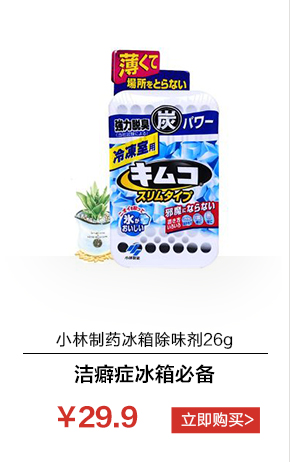 薄くて
場所をとらない
強力脱臭
炭
パワー
冷凍室用
キムコ
スリムタイプ
邪魔にならない
氷が
おいしい
小林製薬
小林制药冰箱除味剂26g
洁癖症冰箱必备
¥29.9
立即购买>